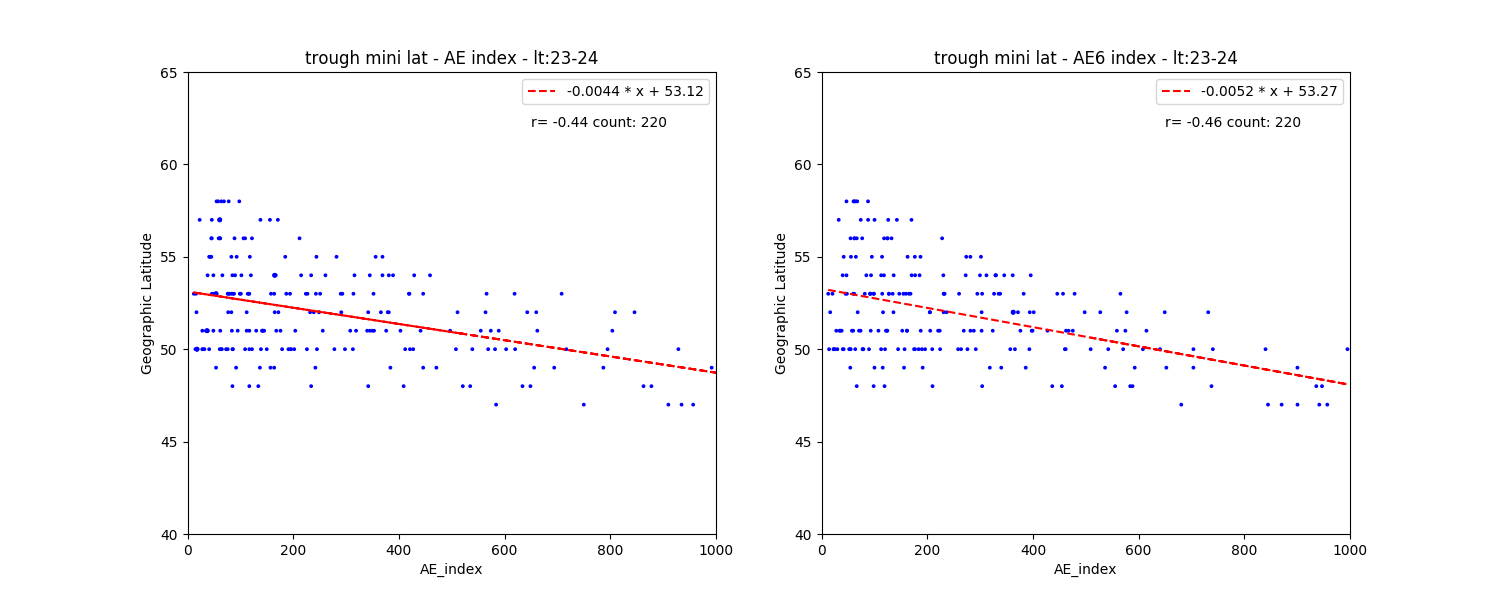 trough mini lat - AE index - lt:23-24
-0.0044 * x + 53.12
r= -0.44 count: 220
Geographic Latitude
65
60
55
50
45
40
0 200 400 600 800 1000
AE_index
trough mini lat - AE6 index - lt:23-24
-0.0052 * x + 53.27
r= -0.46 count: 220
Geographic Latitude
65
60
55
50
45
40
0 200 400 600 800 1000
AE_index